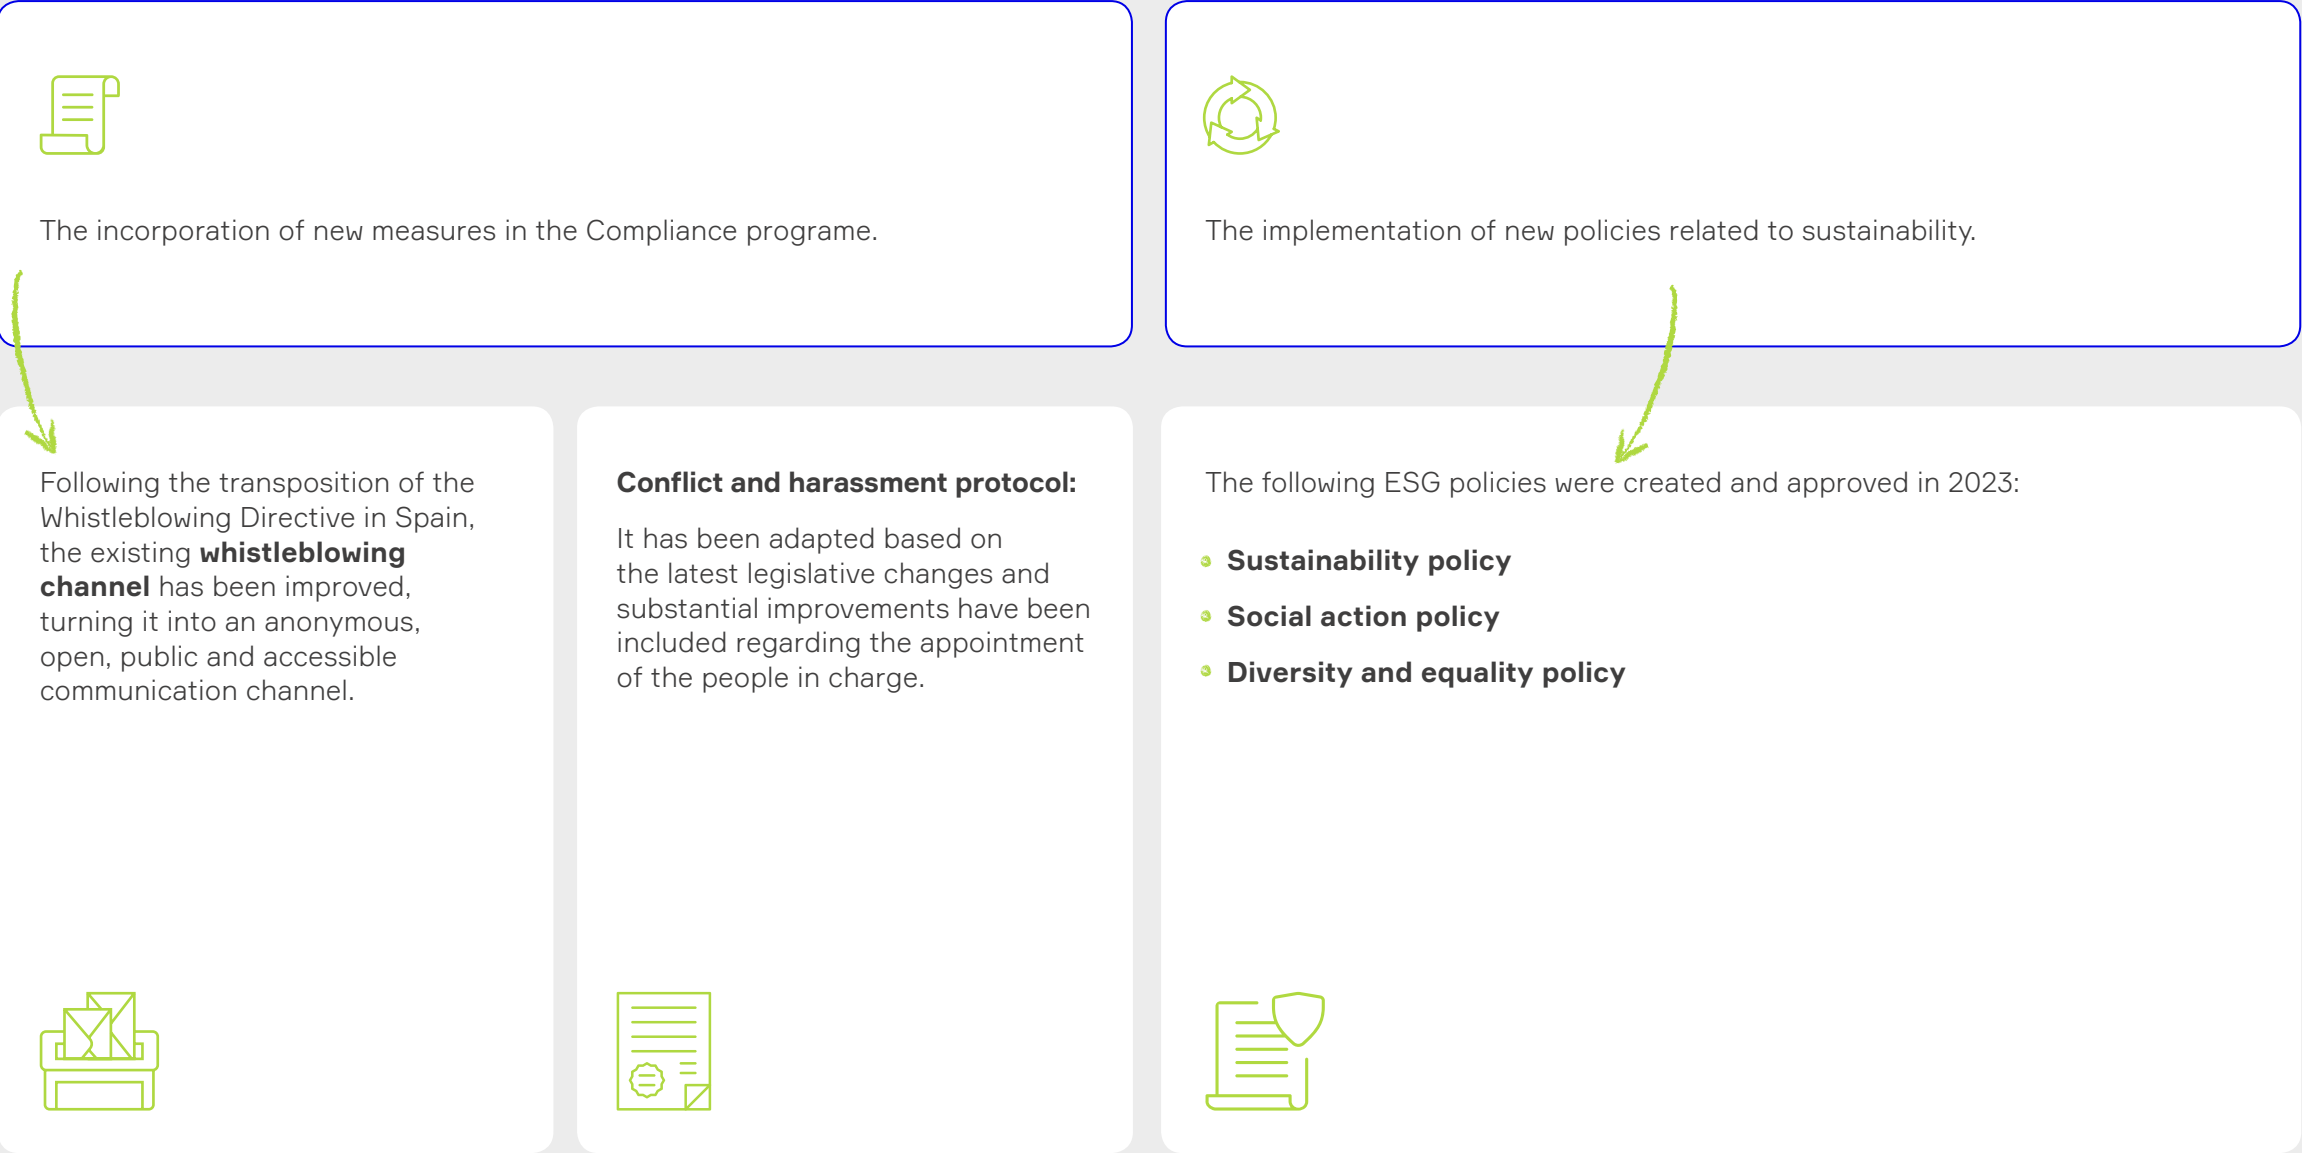 The incorporation of new measures in the Compliance programe.
The implementation of new policies related to sustainability.
Following the transposition of the
Whistleblowing Directive in Spain,
the existing whistleblowing
channel has been improved,
turning it into an anonymous,
open, public and accessible
communication channel.
Conflict and harassment protocol:
It has been adapted based on
the latest legislative changes and
substantial improvements have been
included regarding the appointment
of the people in charge.
The following ESG policies were created and approved in 2023:
Sustainability policy
Social action policy
Diversity and equality policy